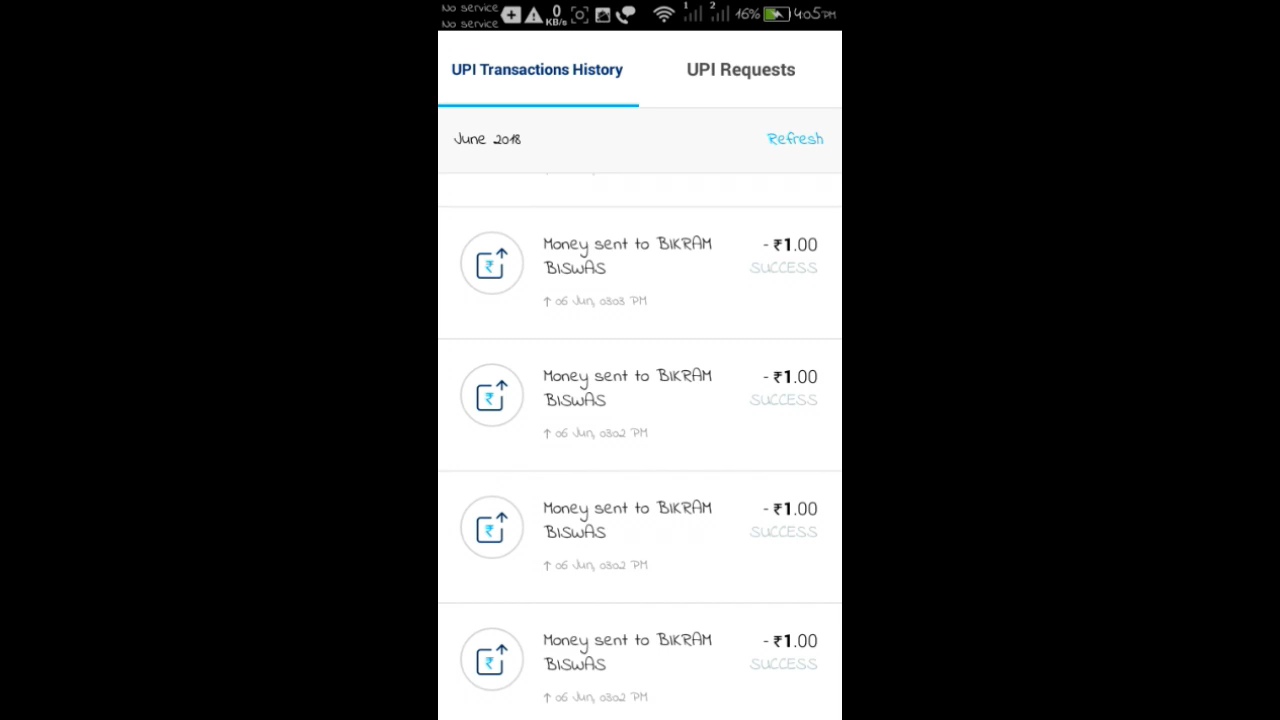 No service
No service
0
KB/s
1
2
16%
4:05 PM
UPI Transactions History
UPI Requests
June 2018
Refresh
Money sent to BIKRAM
BISWAS
- ₹1.00
SUCCESS
↑ 06 Jun, 03:03 PM
Money sent to BIKRAM
BISWAS
- ₹1.00
SUCCESS
↑ 06 Jun, 03:02 PM
Money sent to BIKRAM
BISWAS
- ₹1.00
SUCCESS
↑ 06 Jun, 03:02 PM
Money sent to BIKRAM
BISWAS
- ₹1.00
SUCCESS
↑ 06 Jun, 03:02 PM